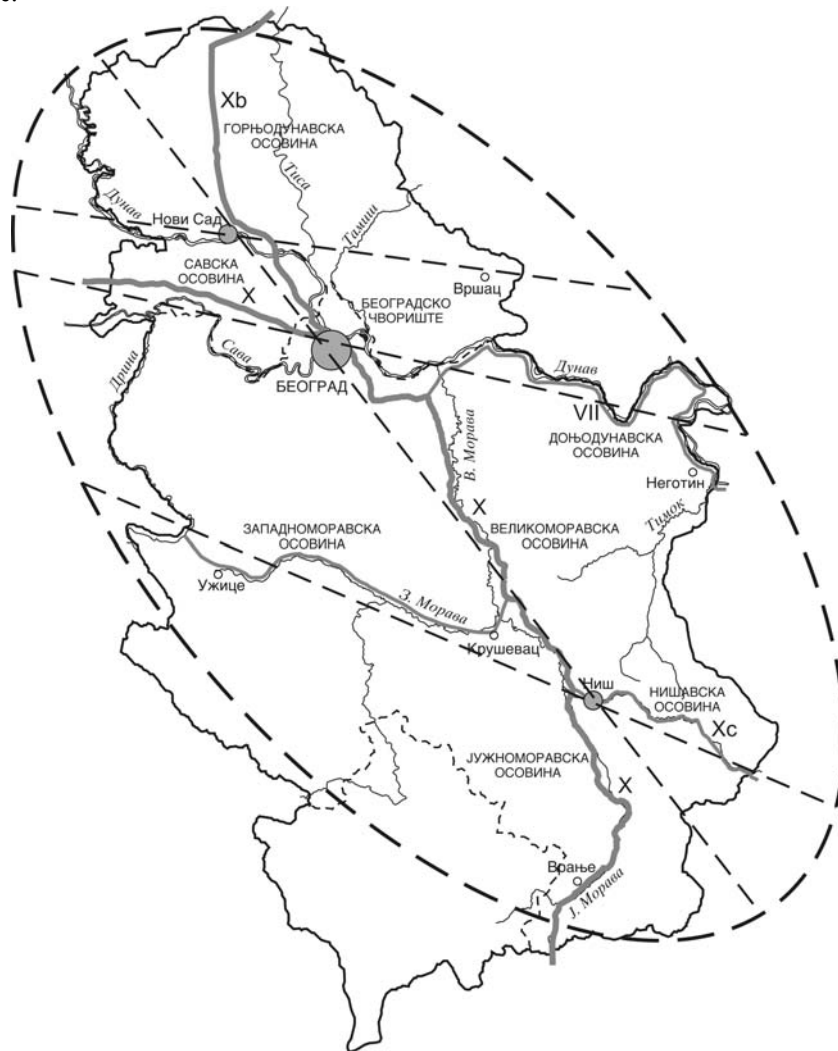 Xb
ГОРЊОДУНАВСКА
ОСОВИНА
Тиса
Дунав
Нови Сад
Тамиш
САВСКА
ОСОВИНА
X
Вршац
БЕОГРАДСКО
ЧВОРИШТЕ
Дрина
Сава
БЕОГРАД
Дунав
VII
ДОЊОДУНАВСКА
ОСОВИНА
В. Морава
Неготин
X
ВЕЛИКОМОРАВСКА
ОСОВИНА
Тимок
ЗАПАДНОМОРАВСКА
ОСОВИНА
Ужице
З. Морава
Крушевац
Ниш
НИШАВСКА
ОСОВИНА
Xc
ЈУЖНОМОРАВСКА
ОСОВИНА
X
Врање
Ј. Морава